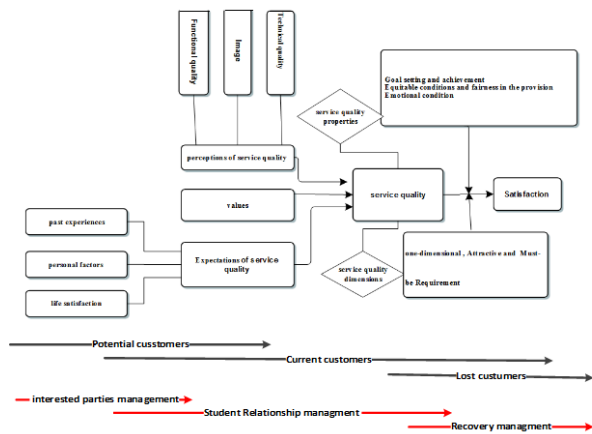 Functional quality
Image
Technical quality
Goal setting and achievement
Equitable conditions and fairness in the provision
Emotional condition
service quality
properties
perceptions of service quality
values
service quality
Satisfaction
past experiences
personal factors
life satisfaction
Expectations of service
quality
service quality
dimensions
one-dimensional , Attractive and Must-
be Requirement
Potential cusstomers
Current customers
Lost custumers
interested parties management
Student Relationship managment
Recovery managment